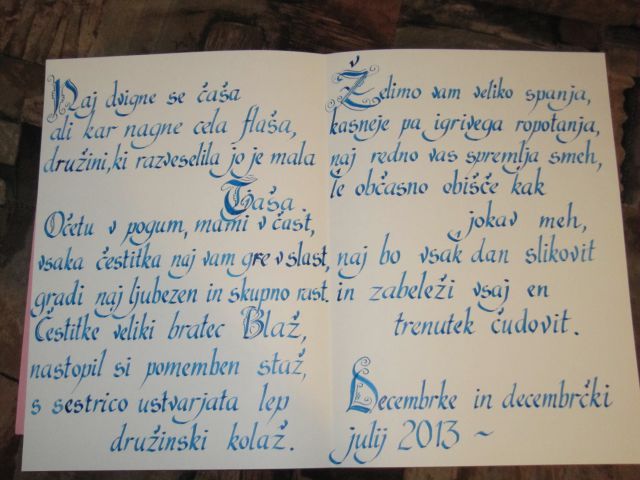 Naj dvigne se čaša
ali kar nagne cela flaša,
družini, ki razveselila jo je mala
Taša.
Očetu v pogum, mami v čast,
vsaka čestitka naj vam gre v slast,
gradi naj ljubezen in skupno rast.
Čestitke veliki bratec Blaž,
nastopil si pomemben staž,
s sestrico ustvarjata lep
družinski kolaž.
Želimo vam veliko spanja,
kasneje pa igrivega ropotanja,
naj redno vas spremlja smeh,
le občasno obišče kak
jokav meh,
naj bo vsak dan slikovit
in zabeleži vsaj en
trenutek čudovit.
Decembrke in decembrčki
julij 2013 ~